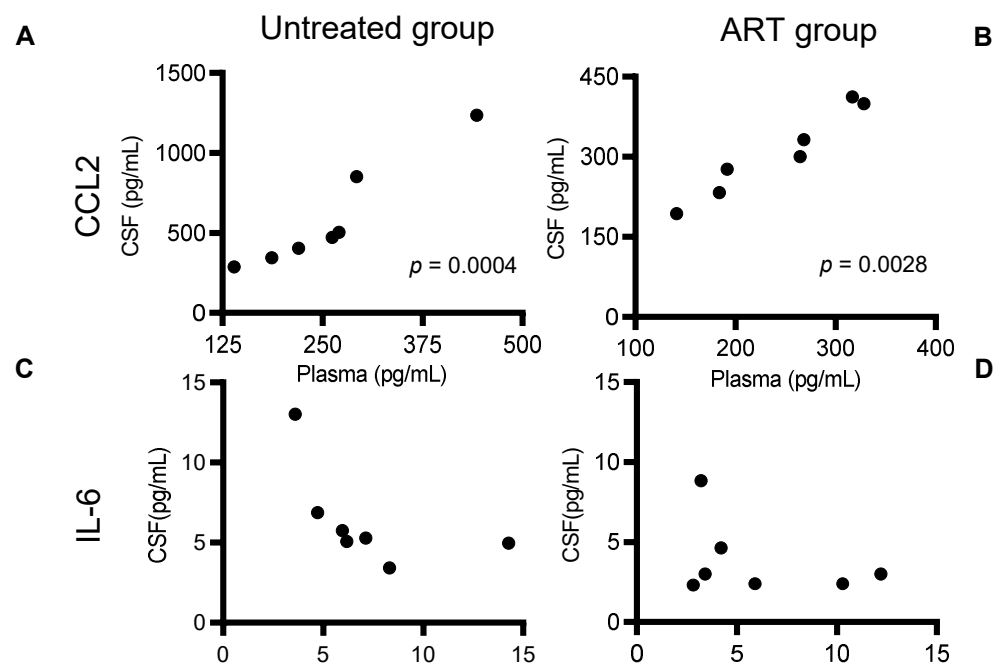 A
Untreated group
ART group
B
CCL2
CSF (pg/mL)
1500
1000
500
0
p = 0.0004
125 250 375 500
Plasma (pg/mL)
CSF (pg/mL)
450
300
150
0
p = 0.0028
100 200 300 400
Plasma (pg/mL)
C
IL-6
CSF(pg/mL)
15
10
5
0
0 5 10 15
D
CSF(pg/mL)
15
10
5
0
0 5 10 15